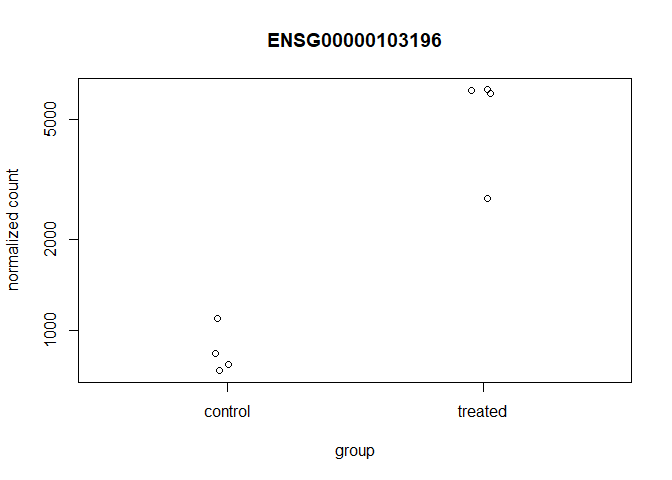 ENSG00000103196
normalized count
5000
2000
1000
control
treated
group